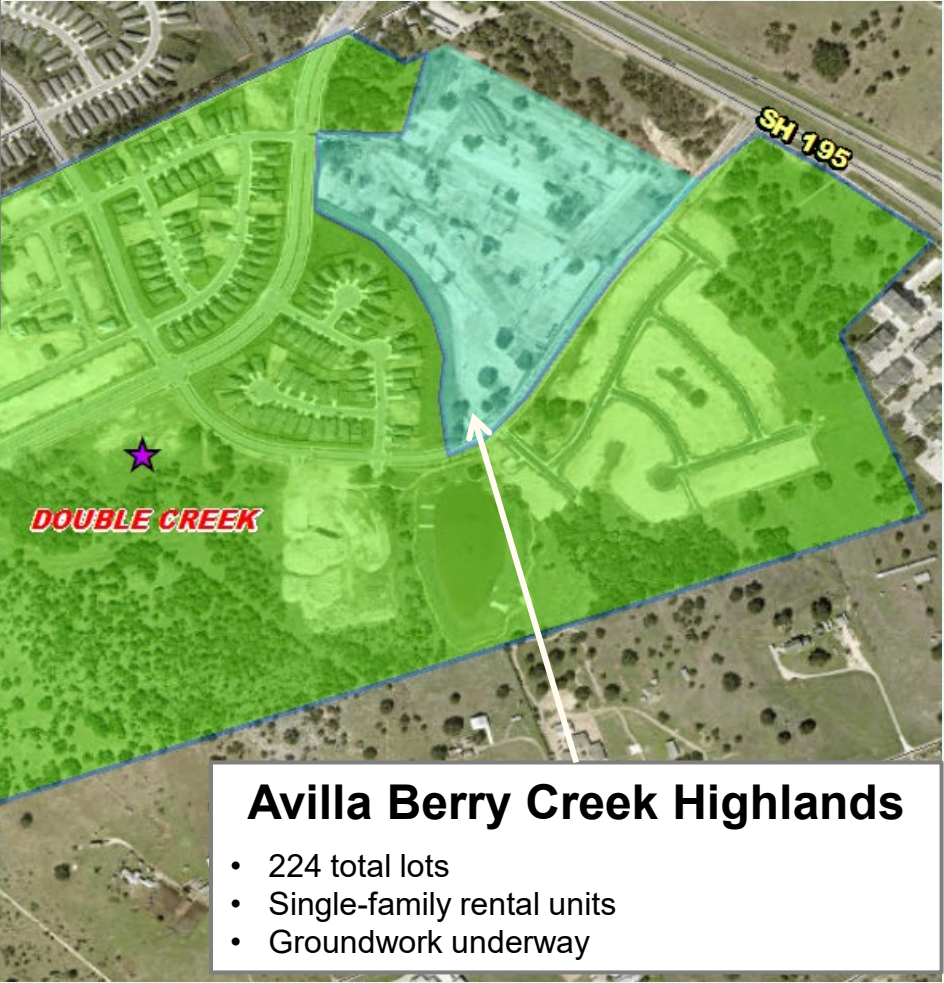 SH 195
DOUBLE CREEK
Avilla Berry Creek Highlands
• 224 total lots
• Single-family rental units
• Groundwork underway